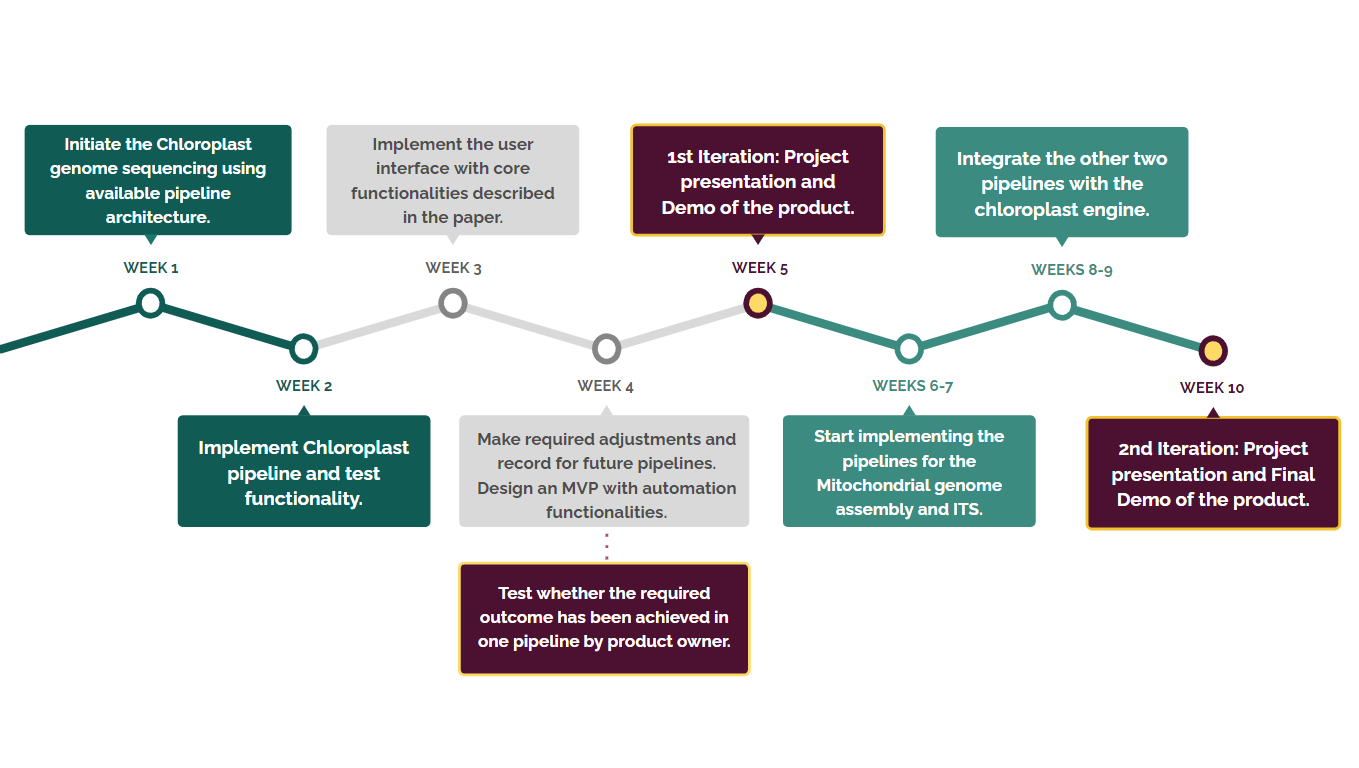 Initiate the Chloroplast
genome sequencing using
available pipeline
architecture.
WEEK 1
Implement Chloroplast
pipeline and test
functionality.
WEEK 2
Implement the user
interface with core
functionalities described
in the paper.
WEEK 3
WEEK 4
Make required adjustments and
record for future pipelines.
Design an MVP with automation
functionalities.
Test whether the required
outcome has been achieved in
one pipeline by product owner.
1st Iteration: Project
presentation and
Demo of the product.
WEEK 5
WEEKS 6-7
Start implementing the
pipelines for the
Mitochondrial genome
assembly and ITS.
Integrate the other two
pipelines with the
chloroplast engine.
WEEKS 8-9
WEEK 10
2nd Iteration: Project
presentation and Final
Demo of the product.